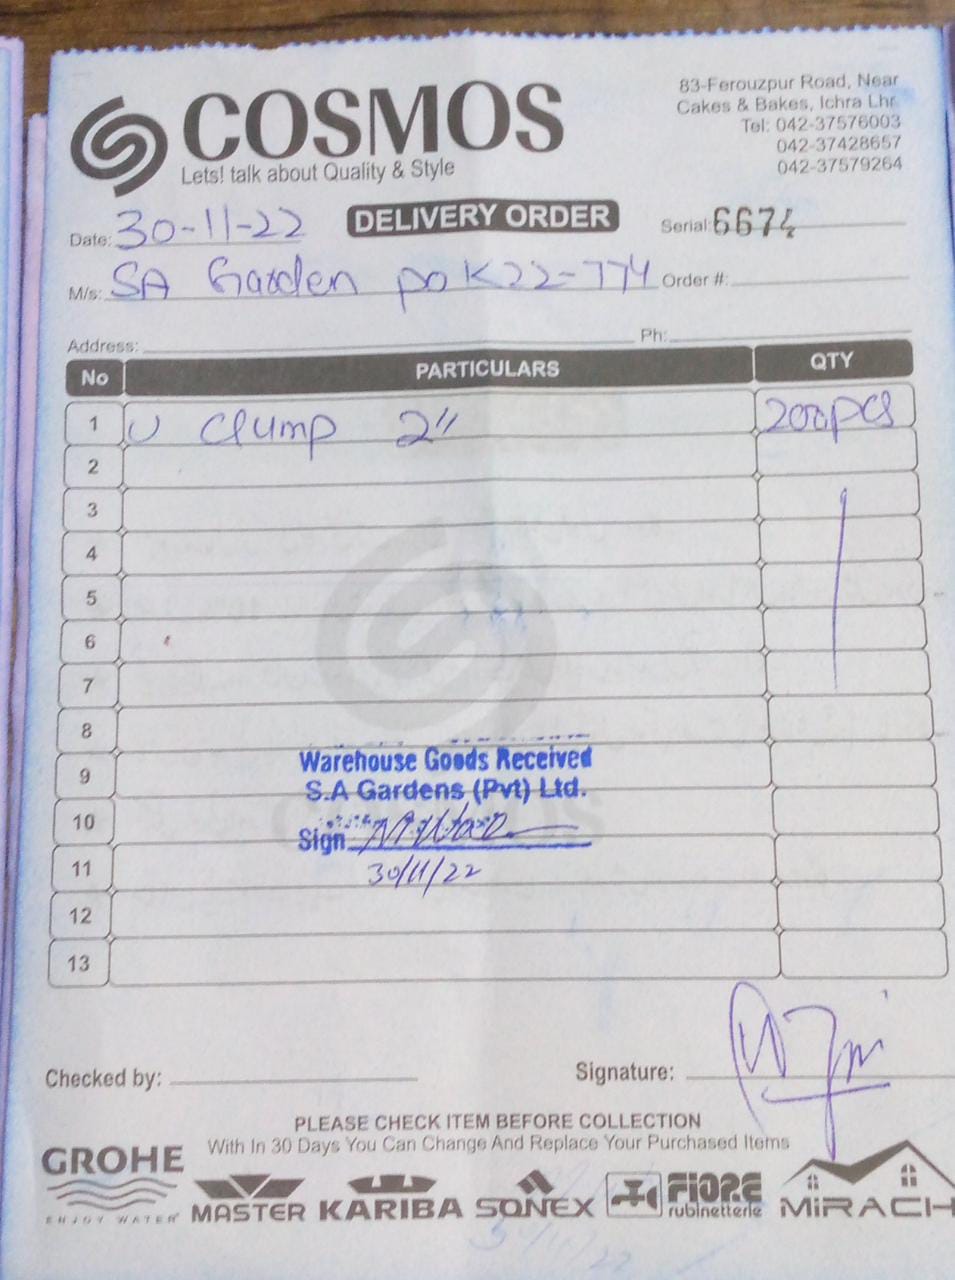 COSMOS
Lets! talk about Quality & Style
83-Ferouzpur Road, Near
Cakes & Bakes, Ichra Lhr.
Tel: 042-37576003
042-37428657
042-37579264
Date: 30-11-22 DELIVERY ORDER Serial: 6674
M/s: SA Garden po K22-774 Order #:
Address: Ph:
No PARTICULARS QTY
1 U Clump 2" 200pcs
2
3
4
5
6
7
8
9
10
11
12
13
Warehouse Goods Received
S.A Gardens (Pvt) Ltd.
Sign
30/11/22
Checked by: Signature:
PLEASE CHECK ITEM BEFORE COLLECTION
With In 30 Days You Can Change And Replace Your Purchased Items
GROHE
ENJOY WATER
MASTER KARIBA SONEX FIORE rubinetterie MiRACH